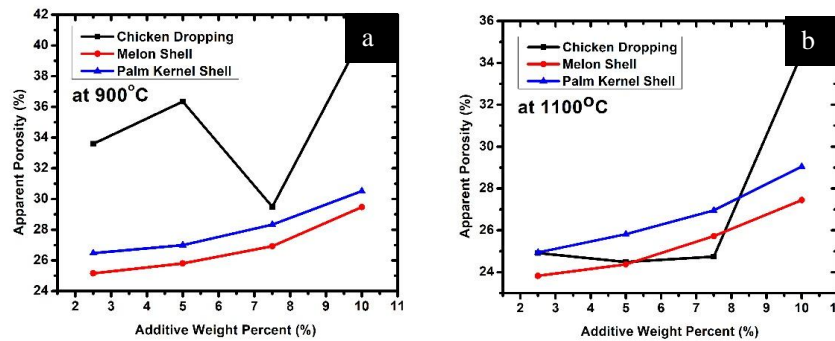 a
Chicken Dropping
Melon Shell
Palm Kernel Shell
at 900°C
Apparent Porosity (%)
42
40
38
36
34
32
30
28
26
24
2 3 4 5 6 7 8 9 10 11
Additive Weight Percent (%)
b
Chicken Dropping
Melon Shell
Palm Kernel Shell
at 1100°C
Apparent Porosity (%)
36
34
32
30
28
26
24
2 3 4 5 6 7 8 9 10
Additive Weight Percent (%)